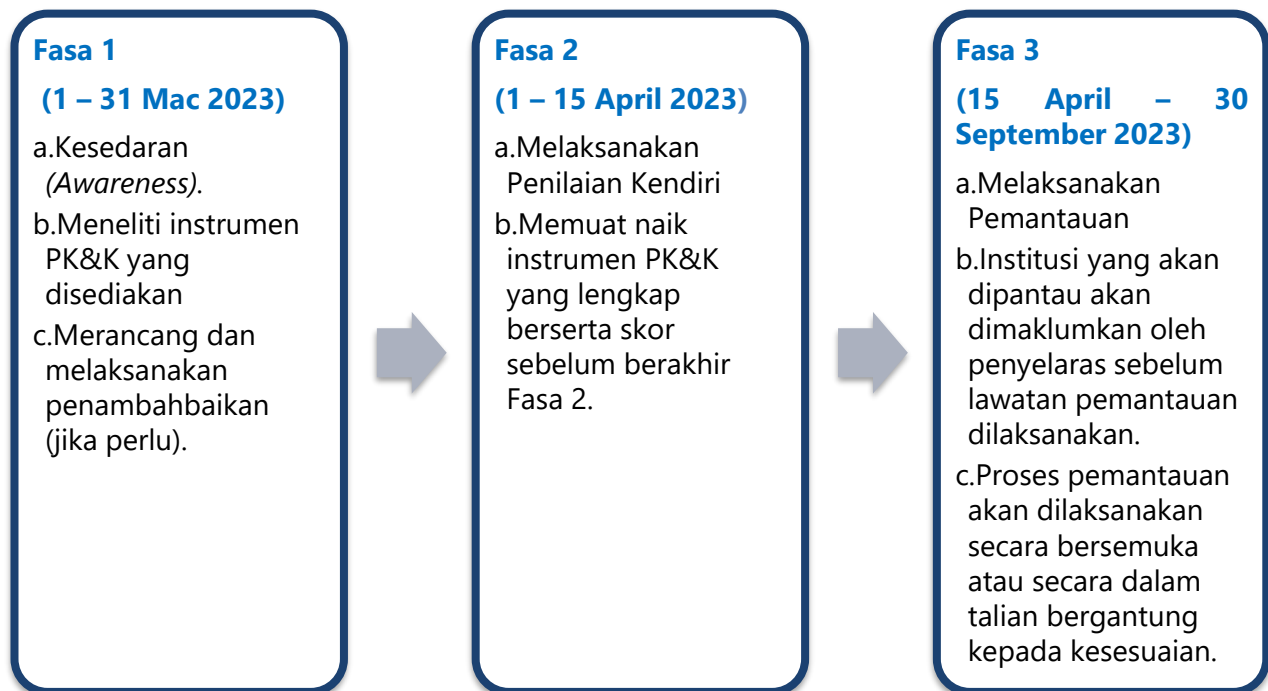 Fasa 1
(1 – 31 Mac 2023)
a.Kesedaran
(Awareness).
b.Meneliti instrumen
PK&K yang
disediakan
c.Merancang dan
melaksanakan
penambahbaikan
(jika perlu).
Fasa 2
(1 – 15 April 2023)
a.Melaksanakan
Penilaian Kendiri
b.Memuat naik
instrumen PK&K
yang lengkap
berserta skor
sebelum berakhir
Fasa 2.
Fasa 3
(15 April – 30
September 2023)
a.Melaksanakan
Pemantauan
b.Institusi yang akan
dipantau akan
dimaklumkan oleh
penyelaras sebelum
lawatan pemantauan
dilaksanakan.
c.Proses pemantauan
akan dilaksanakan
secara bersemuka
atau secara dalam
talian bergantung
kepada kesesuaian.